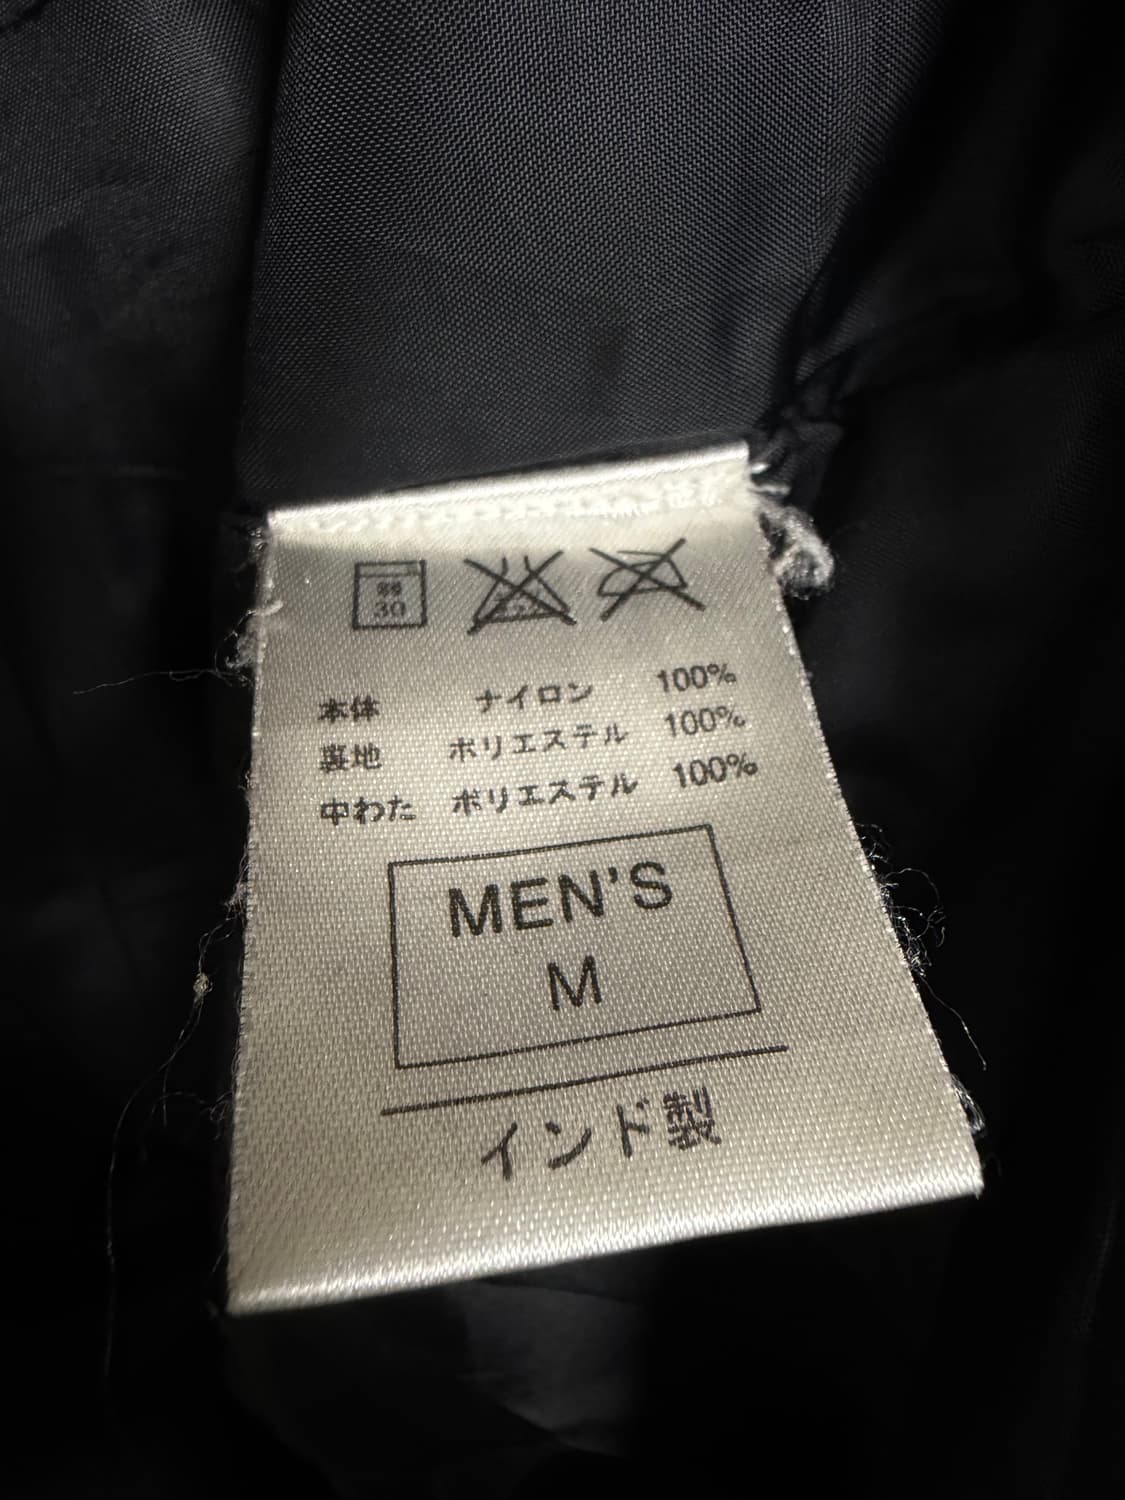 30
本体 ナイロン 100%
裏地 ポリエステル 100%
中わた ポリエステル 100%
MEN'S
M
インド製